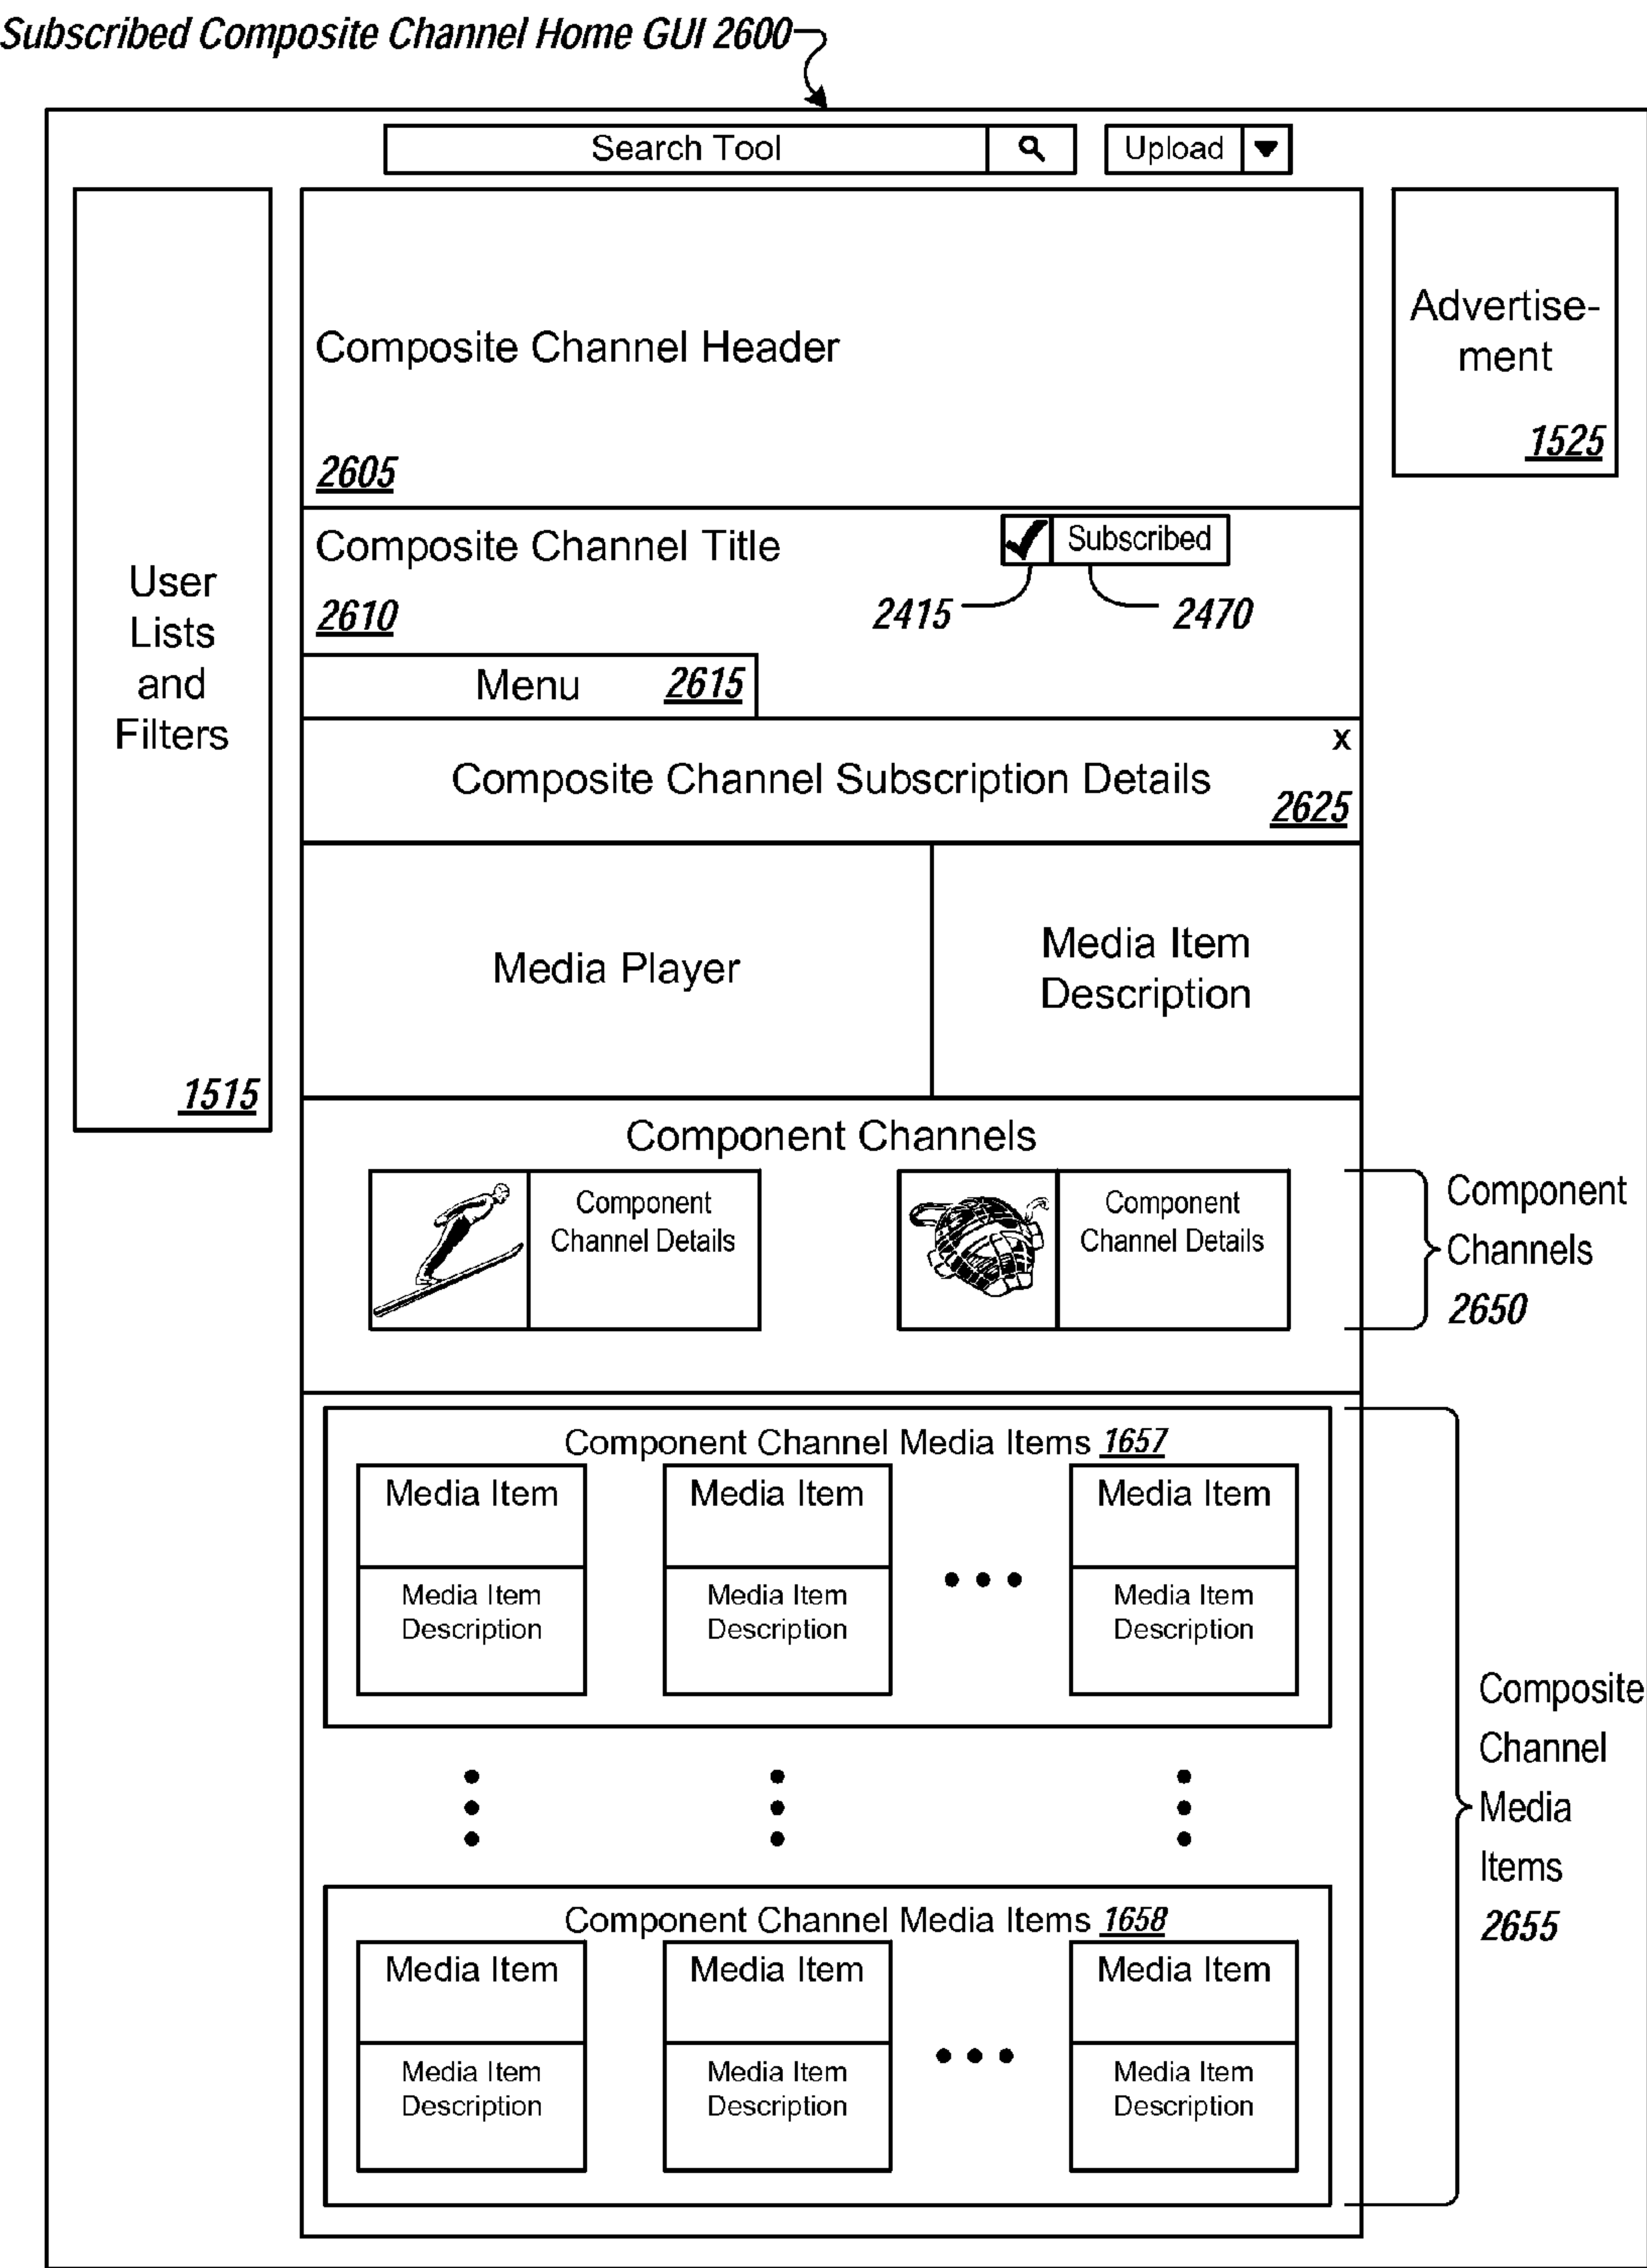 Subscribed Composite Channel Home GUI 2600
Search Tool
Upload
User
Lists
and
Filters
1515
Composite Channel Header
2605
Advertise-
ment
1525
Composite Channel Title
2610
Subscribed
2415
2470
Menu 2615
X
Composite Channel Subscription Details
2625
Media Player
Media Item
Description
Component Channels
Component
Channel Details
Component
Channel Details
Component
Channels
2650
Component Channel Media Items 1657
Media Item
Media Item
Description
Media Item
Media Item
Description
Media Item
Media Item
Description
Component Channel Media Items 1658
Media Item
Media Item
Description
Media Item
Media Item
Description
Media Item
Media Item
Description
Composite
Channel
Media
Items
2655